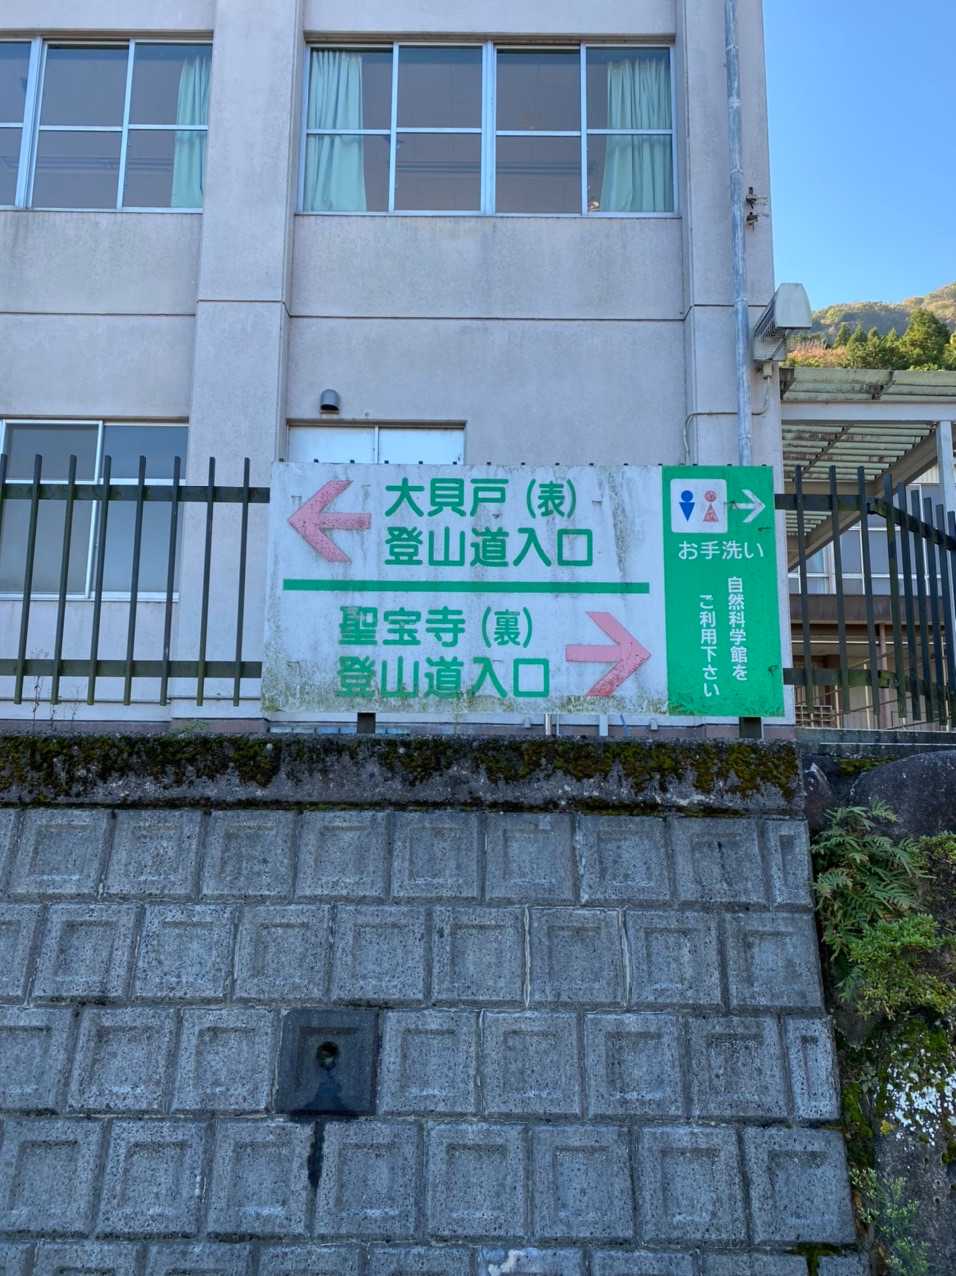 大貝戸（表）
登山道入口
聖宝寺（裏）
登山道入口
お手洗い
自然科学館を
ご利用下さい